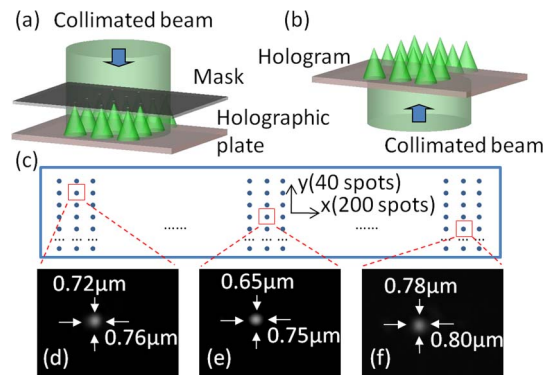 (a)
Collimated beam
Mask
Holographic
plate
(b)
Hologram
Collimated beam
(c)
y(40 spots)
x(200 spots)
... ...
......
... ...
......
... ...
0.72μm
0.76μm
(d)
0.65μm
0.75μm
(e)
0.78μm
0.80μm
(f)